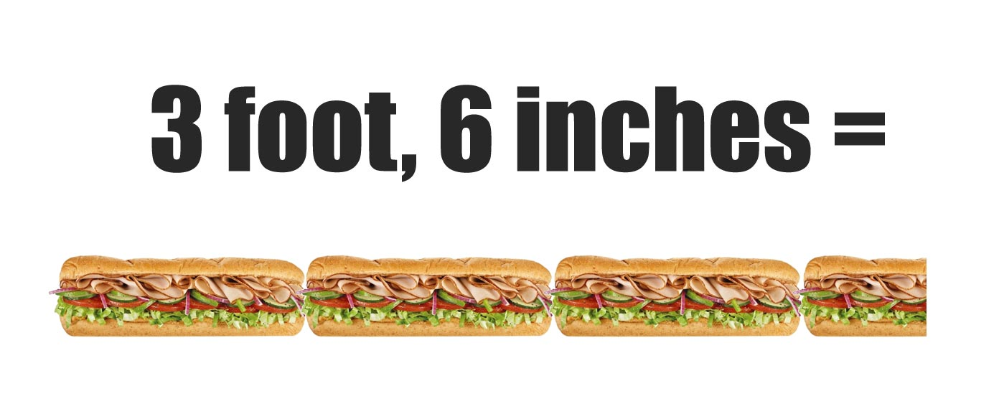 3 foot, 6 inches =